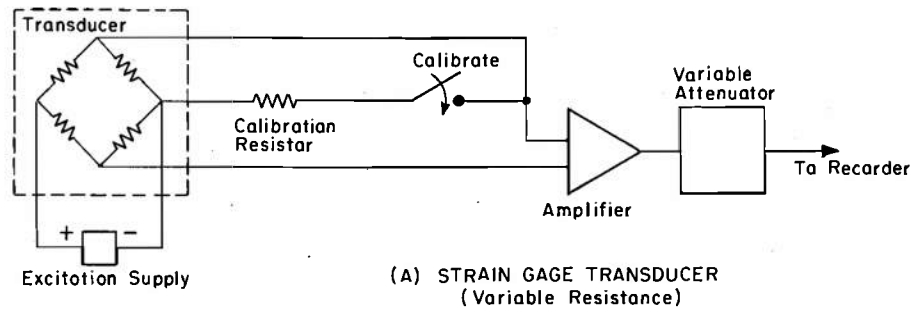 Transducer
Calibrate
Variable
Attenuator
Calibration
Resistar
Ta Recarder
Amplifier
+ -
Excitotion Supply
(A) STRAIN GAGE TRANSDUCER
(Variable Resistance)